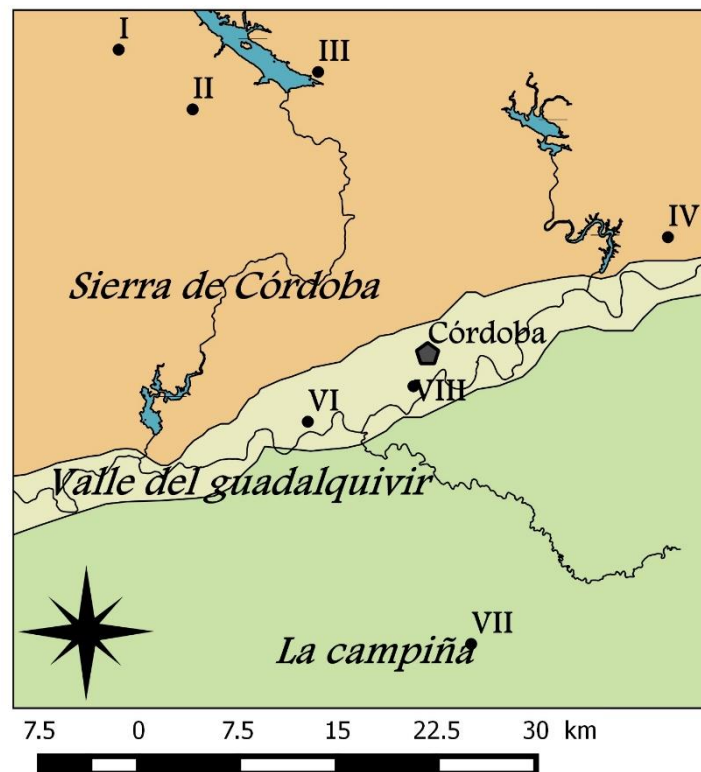 I
III
II
IV
Sierra de Córdoba
Córdoba
VIII
VI
Valle del guadalquivir
VII
La campiña
7.5 0 7.5 15 22.5 30 km